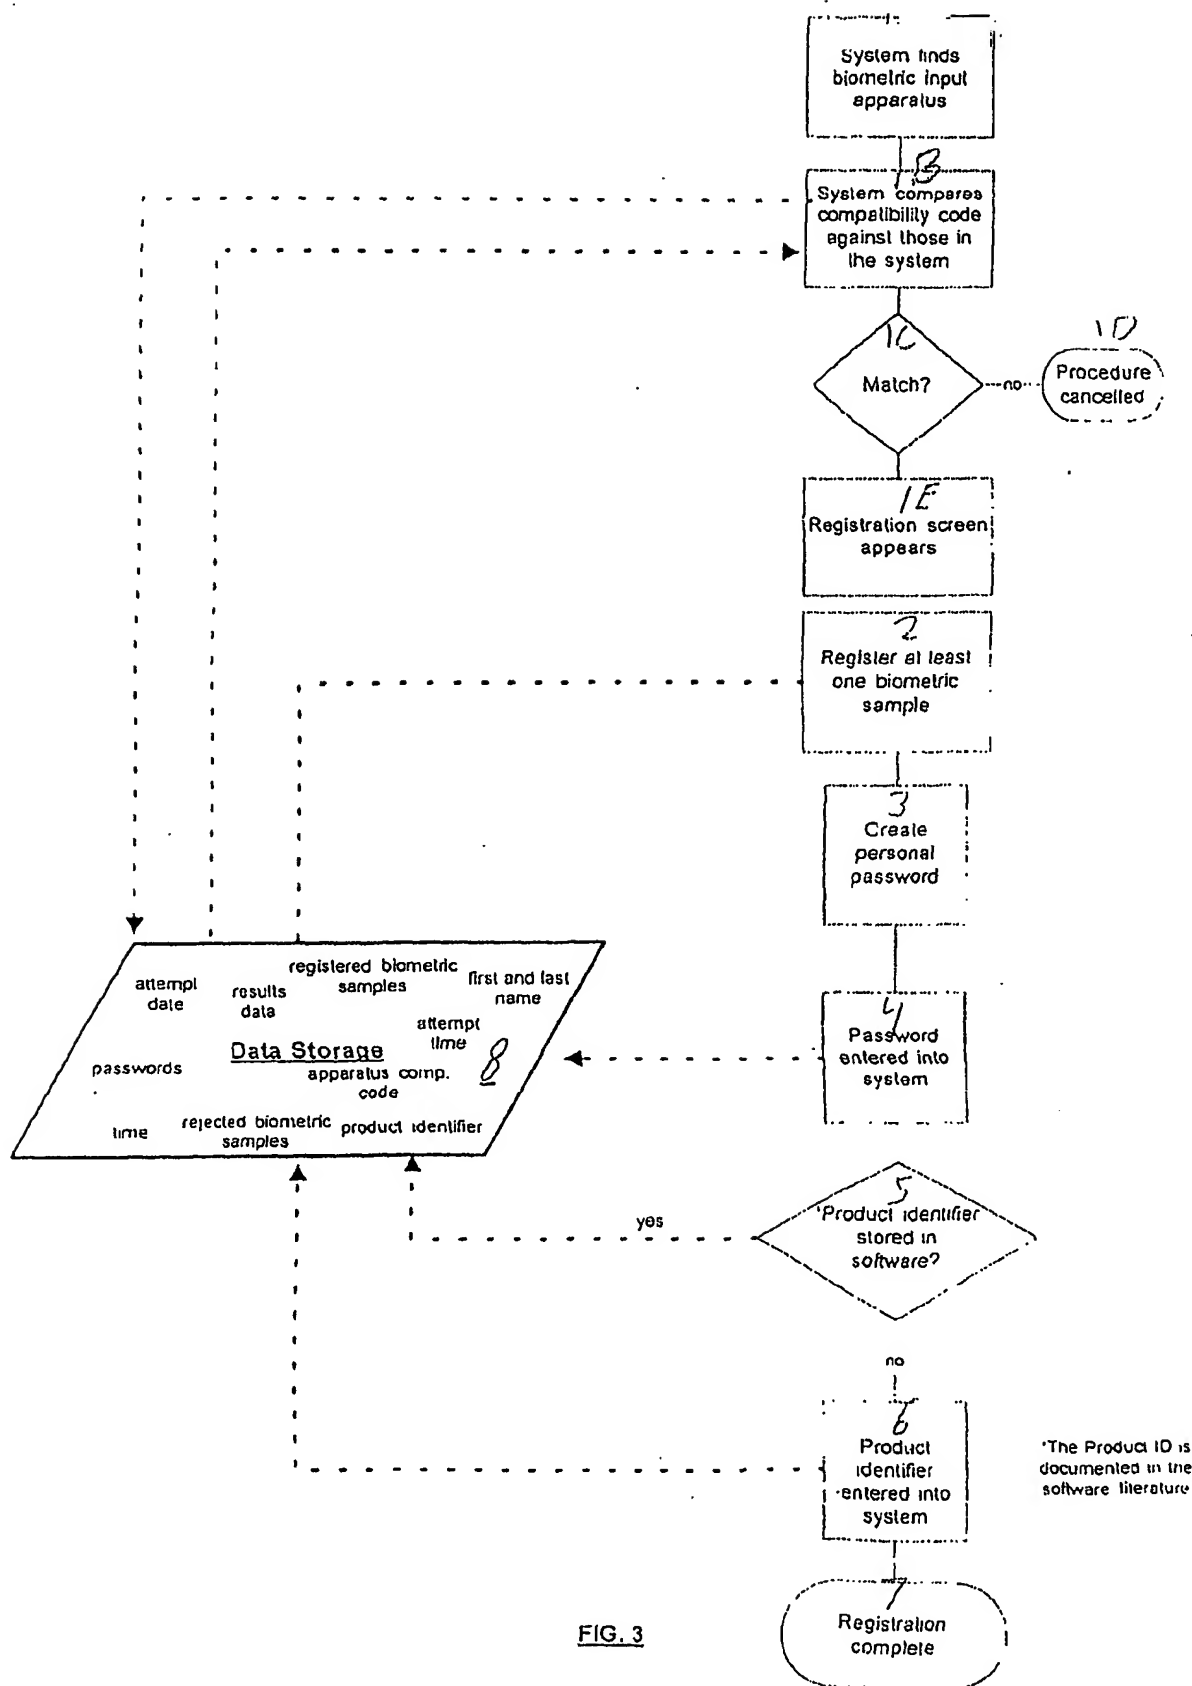 System finds
biometric input
apparatus
1B
System compares
compatibility code
against those in
the system
1C
Match?
no
1D
Procedure
cancelled
1E
Registration screen
appears
2
Register at least
one biometric
sample
3
Create
personal
password
attempt
date
results
data
registered biometric
samples
first and last
name
attempt
time
Data Storage
8
passwords
apparatus comp.
code
time
rejected biometric
samples
product identifier
4
Password
entered into
system
5
*Product identifier
stored in
software?
yes
no
6
Product
identifier
entered into
system
*The Product ID is
documented in the
software literature
7
Registration
complete
FIG. 3